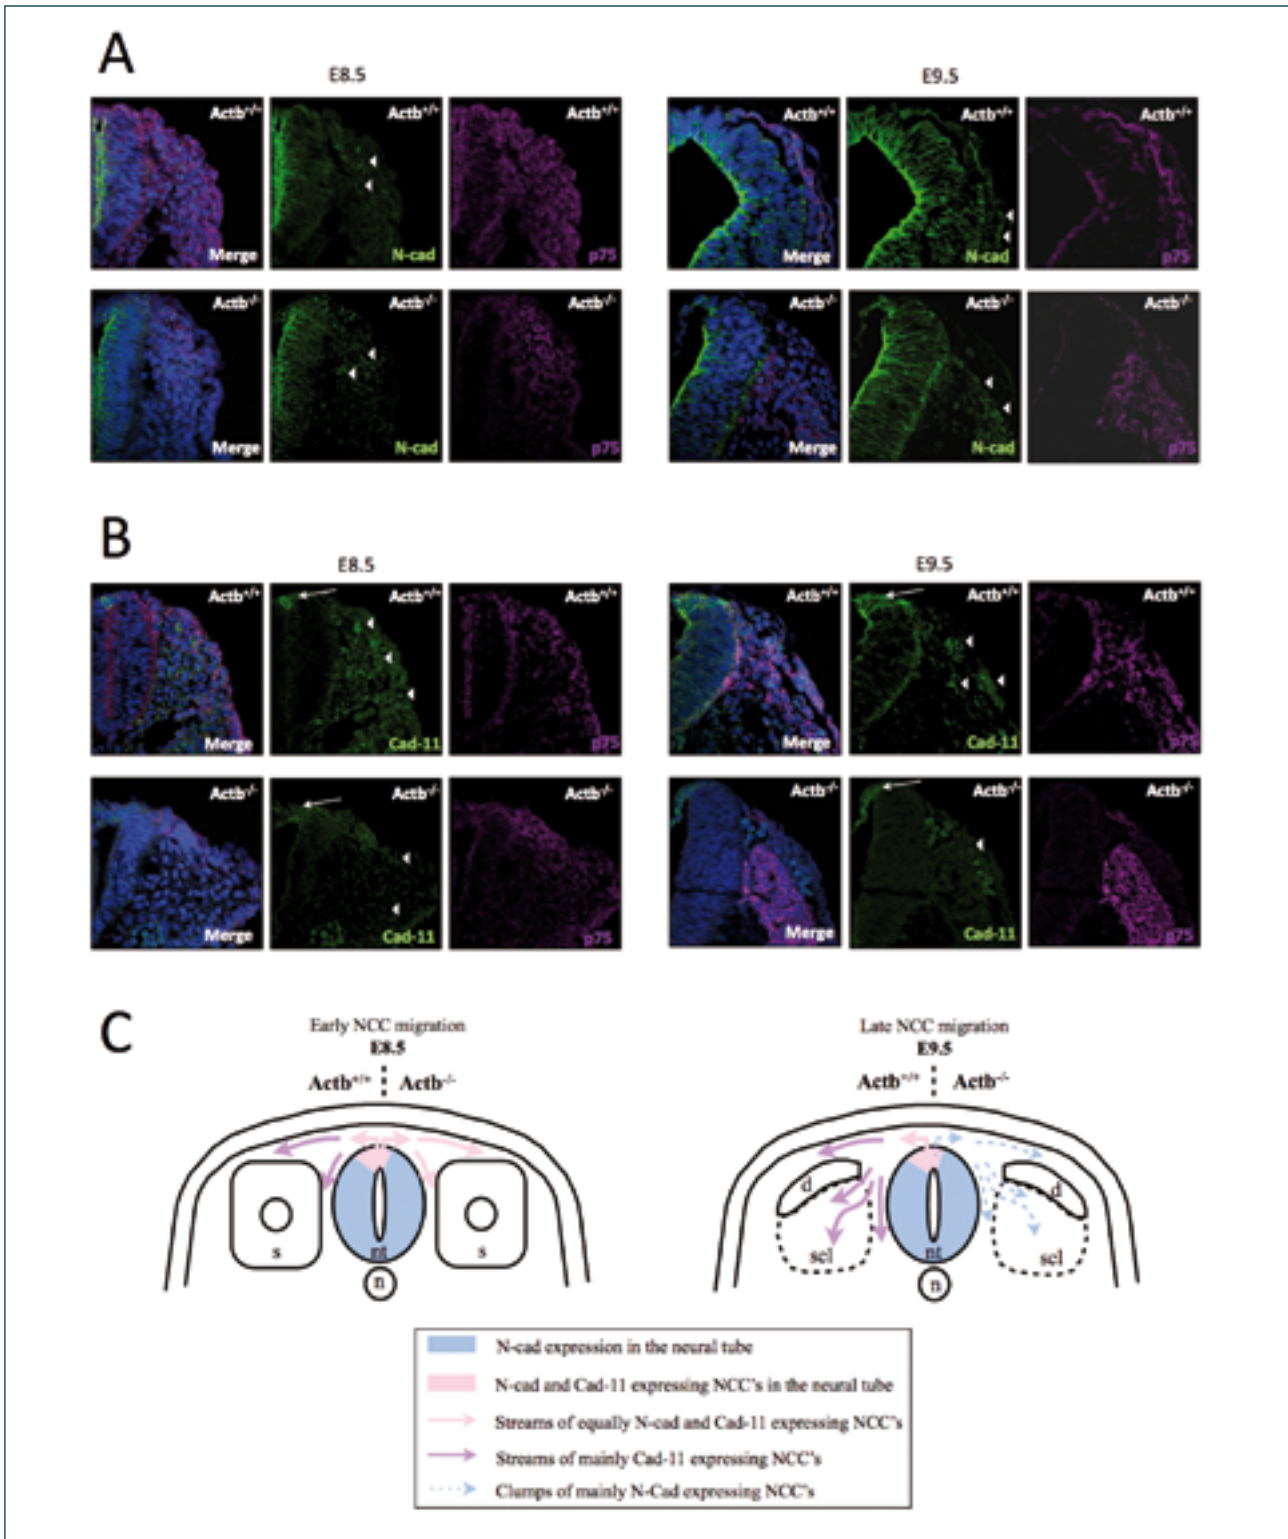 A
E8.5
E9.5
Actb+/+ Actb+/+ Actb+/+ Actb+/+ Actb+/+ Actb+/+
Merge N-cad p75 Merge N-cad p75
Actb-/- Actb-/- Actb-/- Actb-/- Actb-/- Actb-/-
Merge N-cad p75 Merge N-cad p75
B
E8.5
E9.5
Actb+/+ Actb+/+ Actb+/+ Actb+/+ Actb+/+ Actb+/+
Merge Cad-11 p75 Merge Cad-11 p75
Actb-/- Actb-/- Actb-/- Actb-/- Actb-/- Actb-/-
Merge Cad-11 p75 Merge Cad-11 p75
C
Early NCC migration
E8.5
Actb+/+ Actb-/-
s nt s
n
Late NCC migration
E9.5
Actb+/+ Actb-/-
d d
scl nt scl
n
N-cad expression in the neural tube
N-cad and Cad-11 expressing NCC's in the neural tube
Streams of equally N-cad and Cad-11 expressing NCC's
Streams of mainly Cad-11 expressing NCC's
Clumps of mainly N-Cad expressing NCC's